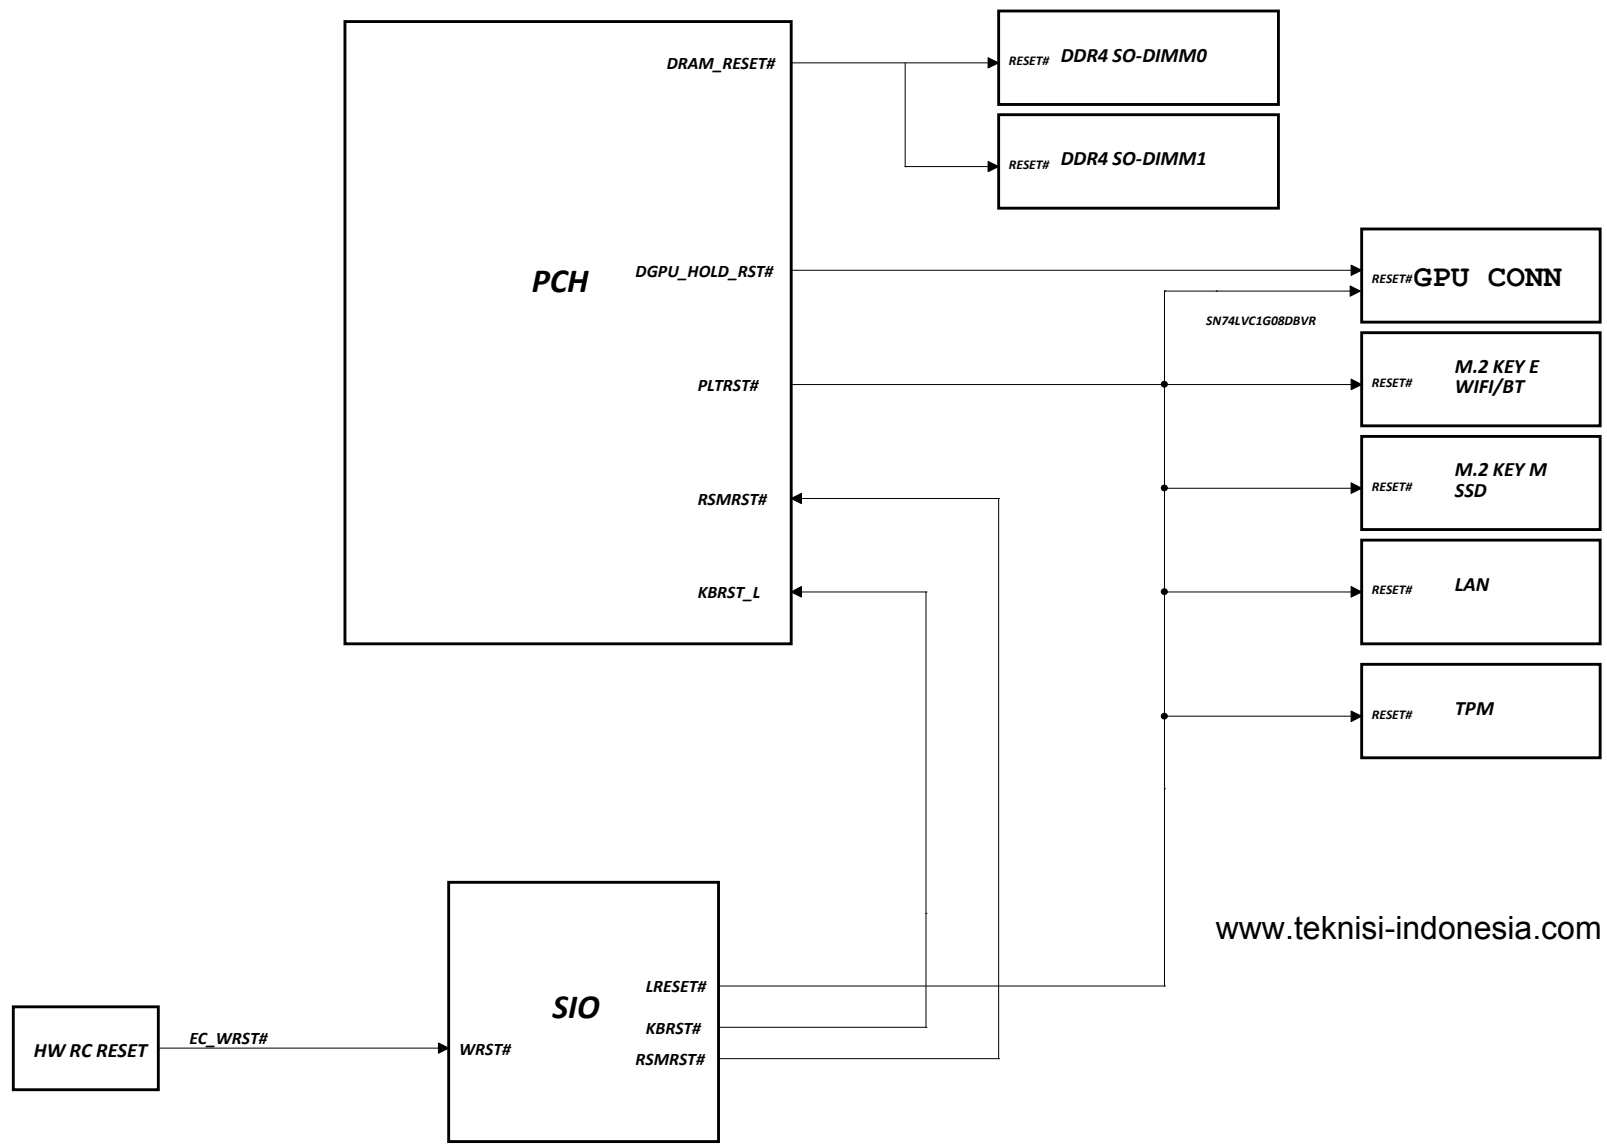 DRAM_RESET#
RESET# DDR4 SO-DIMM0
RESET# DDR4 SO-DIMM1
PCH
DGPU_HOLD_RST#
RESET# GPU CONN
SN74LVC1G08DBVR
PLTRST#
RESET#
M.2 KEY E
WIFI/BT
RSMRST#
RESET#
M.2 KEY M
SSD
KBRST_L
RESET# LAN
RESET# TPM
www.teknisi-indonesia.com
SIO
LRESET#
KBRST#
RSMRST#
WRST#
EC_WRST#
HW RC RESET